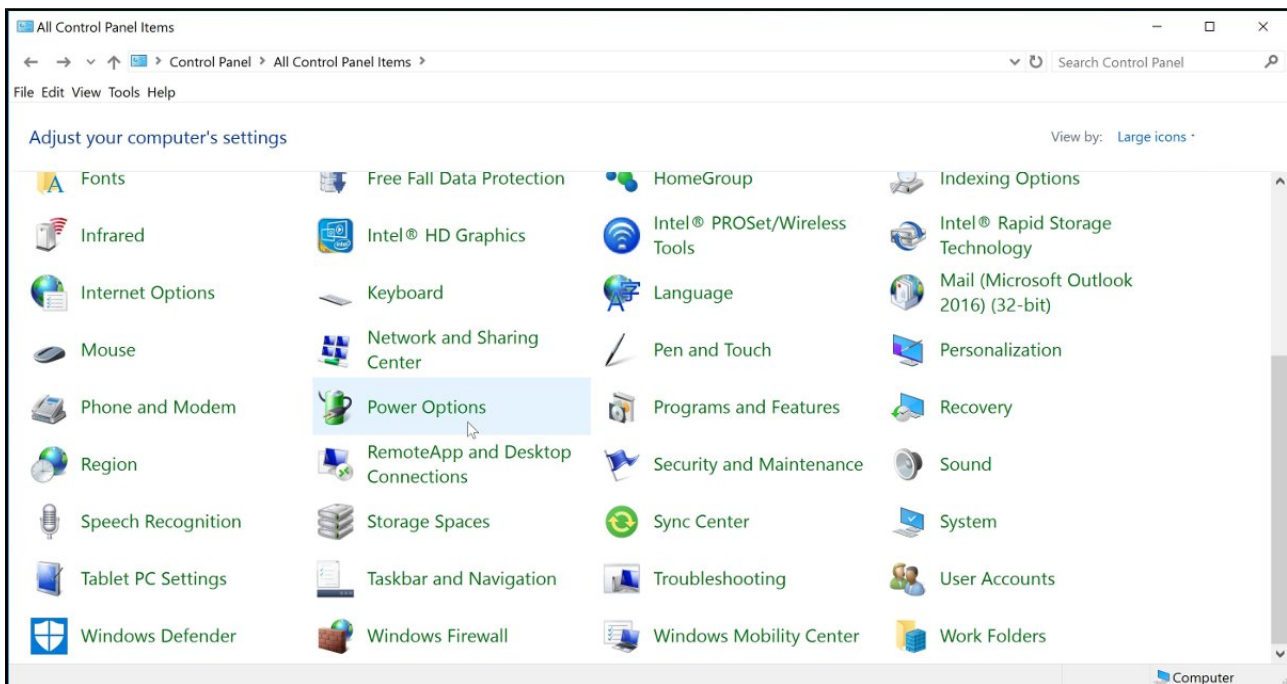 All Control Panel Items
Control Panel > All Control Panel Items >
Search Control Panel
File Edit View Tools Help
Adjust your computer's settings
View by: Large icons
Fonts
Free Fall Data Protection
HomeGroup
Indexing Options
Infrared
Intel® HD Graphics
Intel® PROSet/Wireless
Tools
Intel® Rapid Storage
Technology
Internet Options
Keyboard
Language
Mail (Microsoft Outlook
2016) (32-bit)
Mouse
Network and Sharing
Center
Pen and Touch
Personalization
Phone and Modem
Power Options
Programs and Features
Recovery
Region
RemoteApp and Desktop
Connections
Security and Maintenance
Sound
Speech Recognition
Storage Spaces
Sync Center
System
Tablet PC Settings
Taskbar and Navigation
Troubleshooting
User Accounts
Windows Defender
Windows Firewall
Windows Mobility Center
Work Folders
Computer